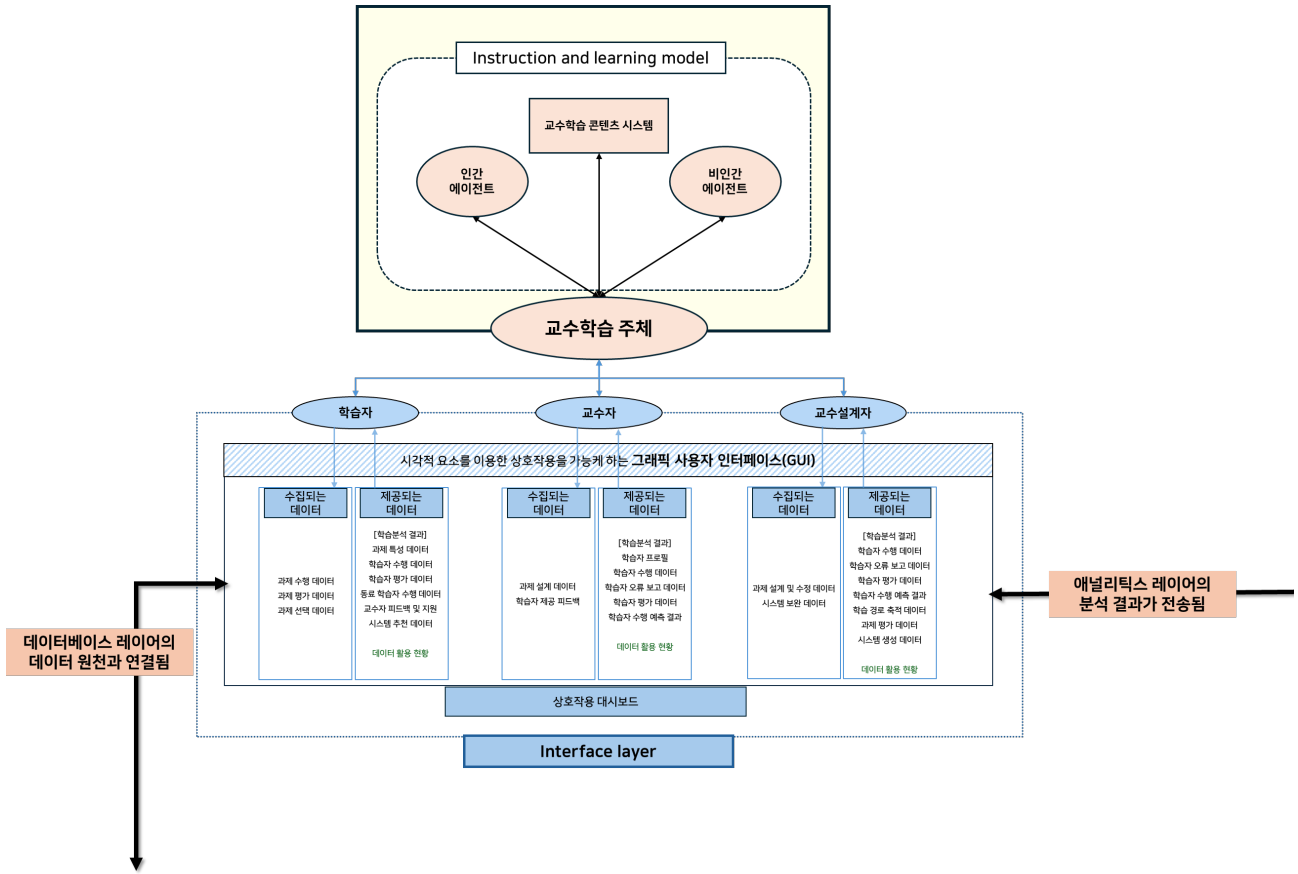 Instruction and learning model
교수학습 콘텐츠 시스템
인간
에이전트
비인간
에이전트
교수학습 주체
학습자
교수자
교수설계자
시각적 요소를 이용한 상호작용을 가능케 하는 그래픽 사용자 인터페이스(GUI)
수집되는
데이터
과제 수행 데이터
과제 평가 데이터
과제 선택 데이터
제공되는
데이터
[학습분석 결과]
과제 특성 데이터
학습자 수행 데이터
학습자 평가 데이터
동료 학습자 수행 데이터
교수자 피드백 및 지원
시스템 추천 데이터
데이터 활용 현황
수집되는
데이터
과제 설계 데이터
학습자 제공 피드백
제공되는
데이터
[학습분석 결과]
학습자 프로필
학습자 수행 데이터
학습자 오류 보고 데이터
학습자 평가 데이터
학습자 수행 예측 결과
데이터 활용 현황
수집되는
데이터
과제 설계 및 수정 데이터
시스템 보완 데이터
제공되는
데이터
[학습분석 결과]
학습자 수행 데이터
학습자 오류 보고 데이터
학습자 평가 데이터
학습자 수행 예측 결과
학습 경로 축적 데이터
과제 평가 데이터
시스템 생성 데이터
데이터 활용 현황
데이터베이스 레이어의
데이터 원천과 연결됨
애널리틱스 레이어의
분석 결과가 전송됨
상호작용 대시보드
Interface layer